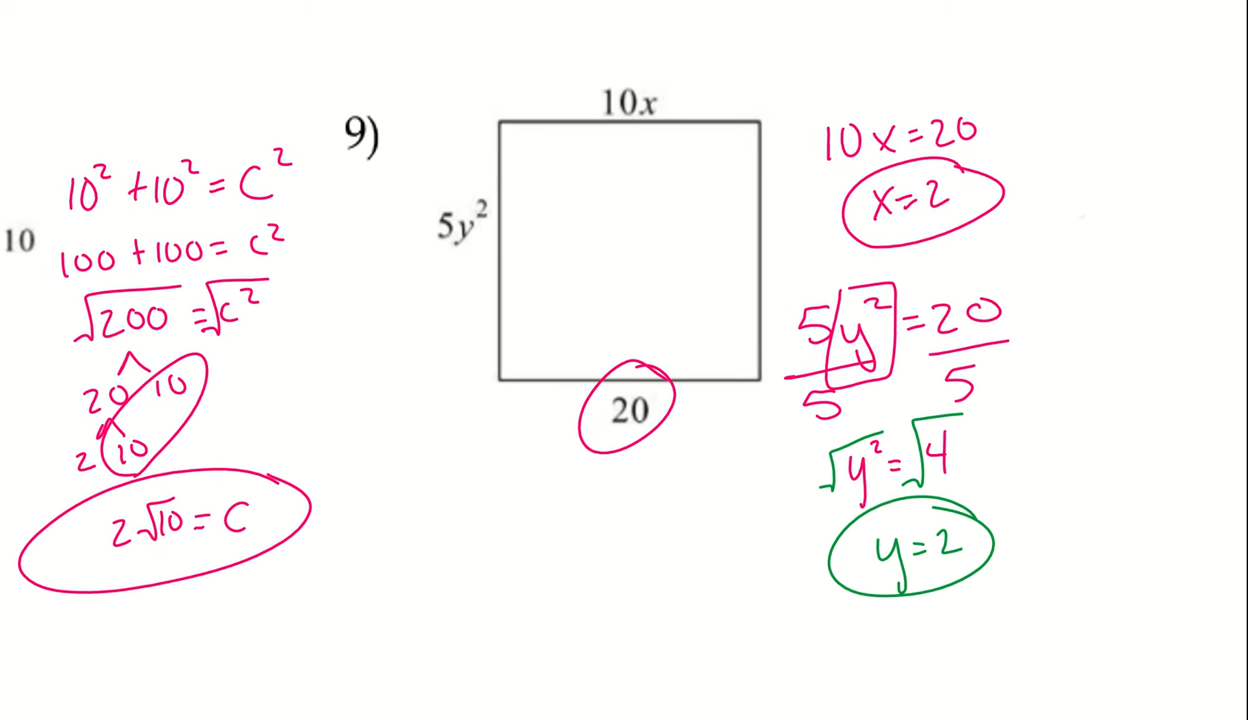 10² + 10² = C²
10
100 + 100 = c²
√200 = √c²
20 10
2 10
2√10 = C
9)
10x
5y²
20
10x = 20
x = 2
5y² = 20
5 5
√y² = √4
y = 2